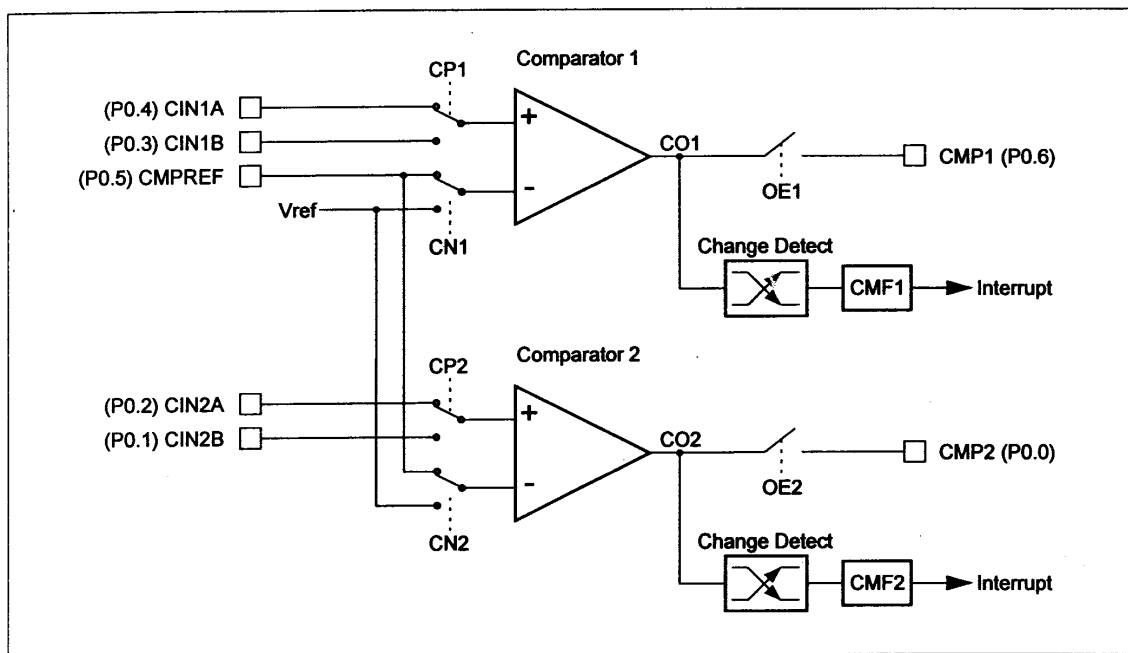 Comparator 1
CP1
(P0.4) CIN1A
+
(P0.3) CIN1B
CO1
CMP1 (P0.6)
(P0.5) CMPREF
-
OE1
Vref
CN1
Change Detect
CMF1
Interrupt
Comparator 2
CP2
(P0.2) CIN2A
+
(P0.1) CIN2B
CO2
CMP2 (P0.0)
-
OE2
CN2
Change Detect
CMF2
Interrupt